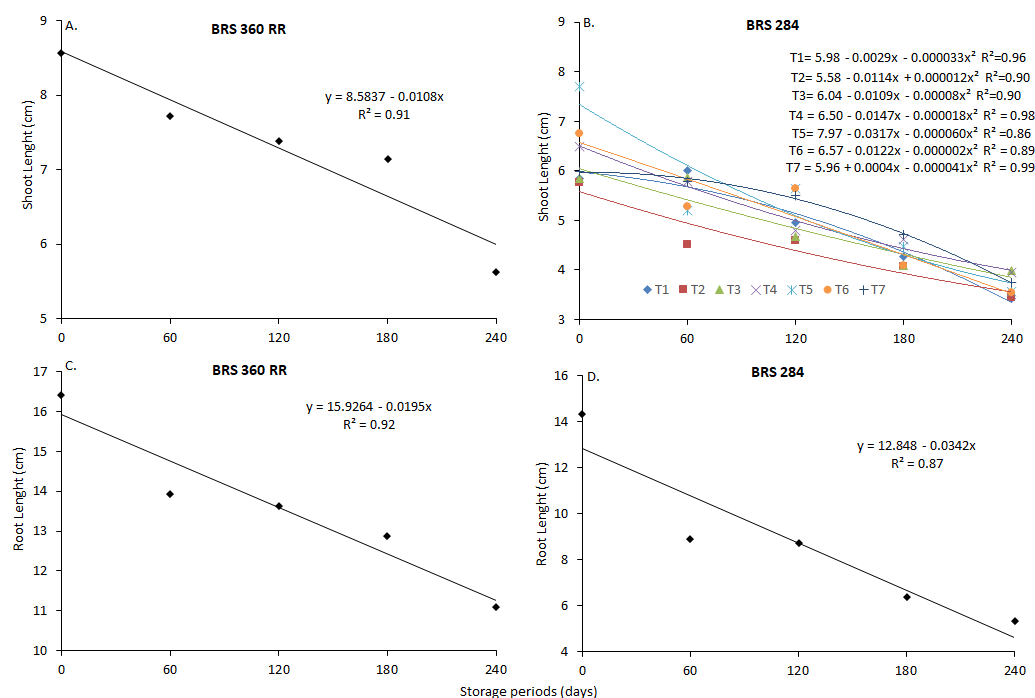 A.
BRS 360 RR
9
8
7
6
5
Shoot Lenght (cm)
y = 8.5837 - 0.0108x
R² = 0.91
0 60 120 180 240
B.
BRS 284
9
8
7
6
5
4
3
Shoot Lenght (cm)
T1= 5.98 - 0.0029x - 0.000033x² R²=0.96
T2= 5.58 - 0.0114x + 0.000012x² R²=0.90
T3= 6.04 - 0.0109x - 0.00008x² R²=0.90
T4 = 6.50 - 0.0147x - 0.000018x² R² = 0.98
T5= 7.97 - 0.0317x - 0.000060x² R²=0.86
T6 = 6.57 - 0.0122x - 0.000002x² R² = 0.89
T7 = 5.96 + 0.0004x - 0.000041x² R² = 0.99
T1 T2 T3 T4 T5 T6 T7
0 60 120 180 240
C.
BRS 360 RR
17
16
15
14
13
12
11
10
Root Lenght (cm)
y = 15.9264 - 0.0195x
R² = 0.92
0 60 120 180 240
D.
BRS 284
16
14
12
10
8
6
4
Root Lenght (cm)
y = 12.848 - 0.0342x
R² = 0.87
0 60 120 180 240
Storage periods (days)